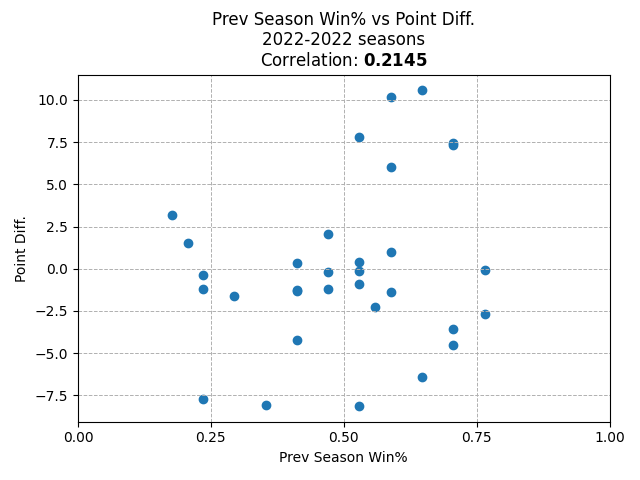 Prev Season Win% vs Point Diff.
2022-2022 seasons
Correlation: 0.2145
10.0
7.5
5.0
2.5
0.0
−2.5
−5.0
−7.5
Point Diff.
0.00 0.25 0.50 0.75 1.00
Prev Season Win%